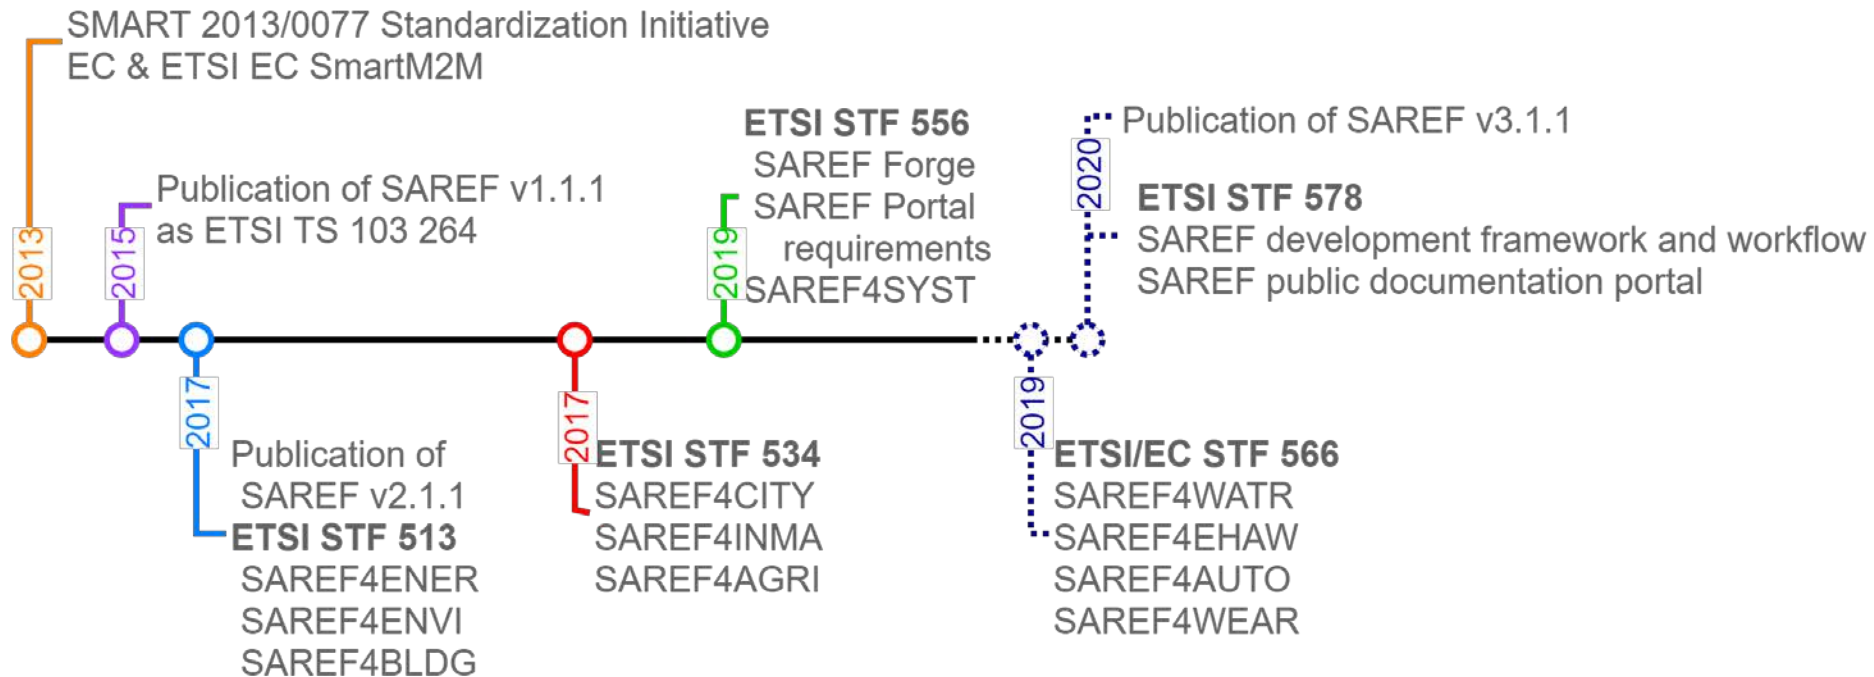 SMART 2013/0077 Standardization Initiative
EC & ETSI EC SmartM2M
2013
Publication of SAREF v1.1.1
as ETSI TS 103 264
2015
Publication of
SAREF v2.1.1
ETSI STF 513
SAREF4ENER
SAREF4ENVI
SAREF4BLDG
2017
ETSI STF 534
SAREF4CITY
SAREF4INMA
SAREF4AGRI
2017
ETSI STF 556
SAREF Forge
SAREF Portal
requirements
SAREF4SYST
2019
ETSI/EC STF 566
SAREF4WATR
SAREF4EHAW
SAREF4AUTO
SAREF4WEAR
2019
Publication of SAREF v3.1.1
2020
ETSI STF 578
SAREF development framework and workflow
SAREF public documentation portal